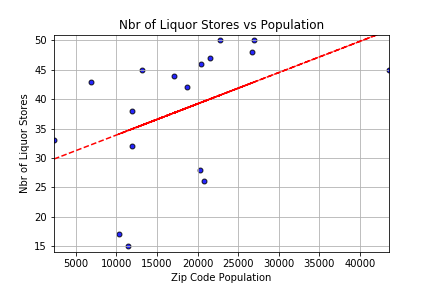 Nbr of Liquor Stores vs Population
50
45
40
35
30
25
20
15
Nbr of Liquor Stores
5000 10000 15000 20000 25000 30000 35000 40000
Zip Code Population